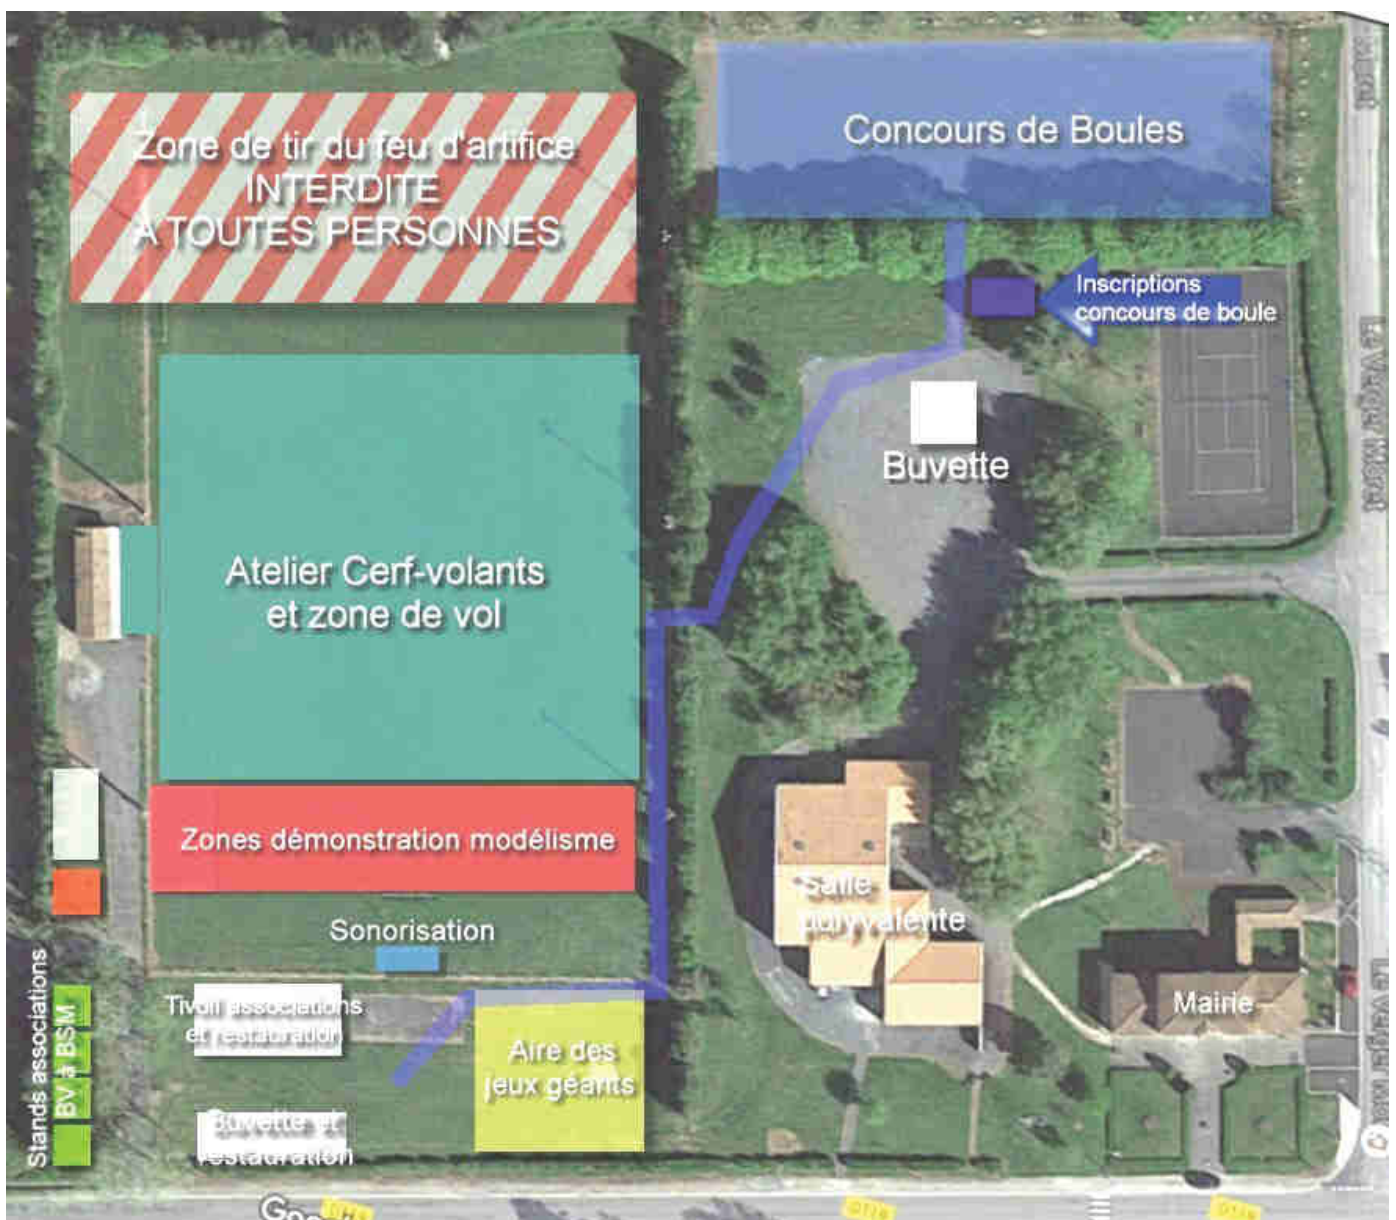 Zone de tir du feu d'artifice
INTERDITE
À TOUTES PERSONNES
Concours de Boules
Inscriptions
concours de boule
Buvette
Atelier Cerf-volants
et zone de vol
Zones démonstration modélisme
Sonorisation
Salle
polyvalente
Mairie
Tivoli associations
et restauration
Aire des
jeux géants
Buvette et
restauration
Stands associations
BV à BSM
D119
D119